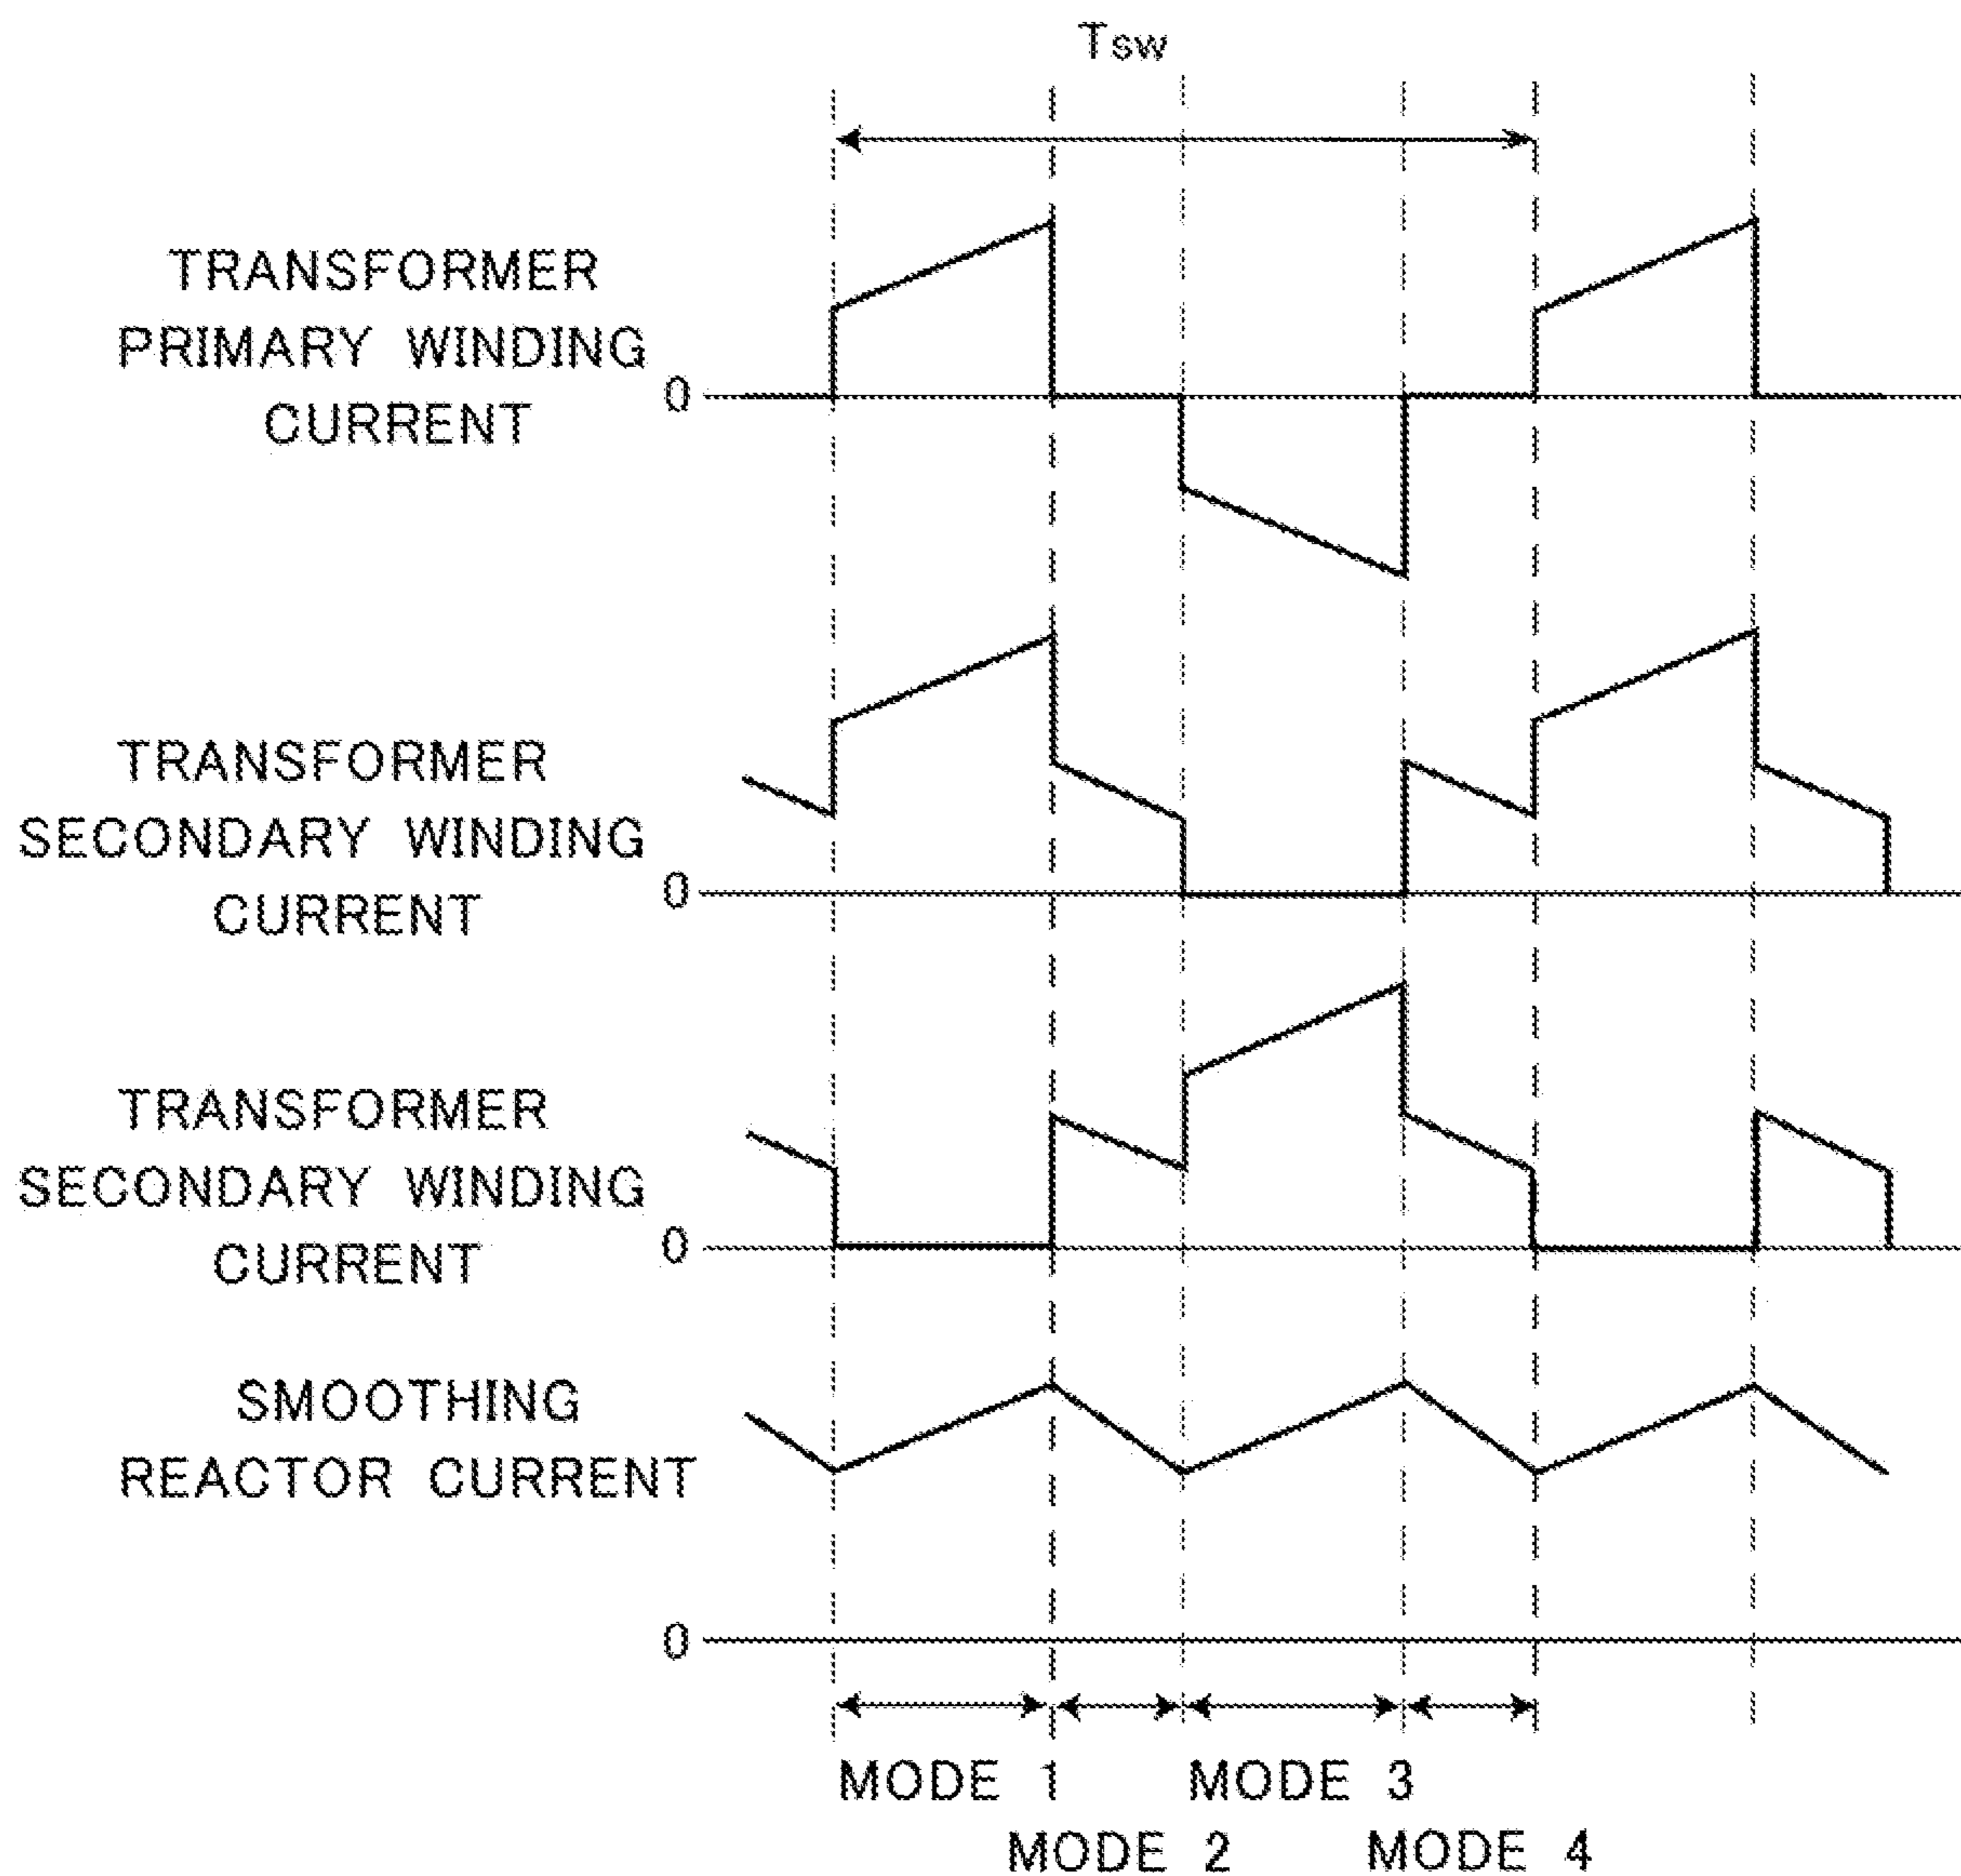 Tsw
TRANSFORMER
PRIMARY WINDING
CURRENT
0
TRANSFORMER
SECONDARY WINDING
CURRENT
0
TRANSFORMER
SECONDARY WINDING
CURRENT
0
SMOOTHING
REACTOR CURRENT
0
MODE 1 MODE 3
MODE 2 MODE 4